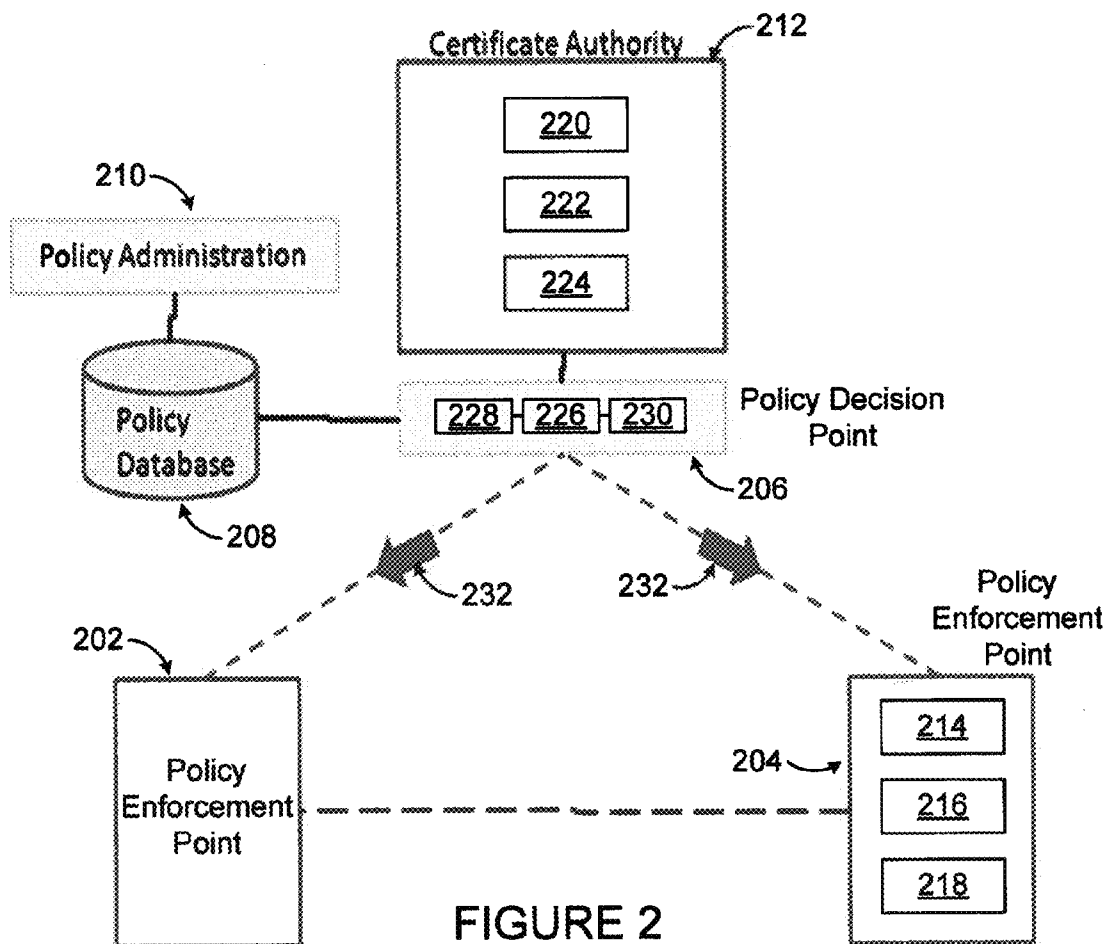 Certificate Authority
212
220
222
224
210
Policy Administration
Policy
Database
208
228
226
230
Policy Decision
Point
206
232
232
Policy
Enforcement
Point
202
Policy
Enforcement
Point
204
214
216
218
FIGURE 2